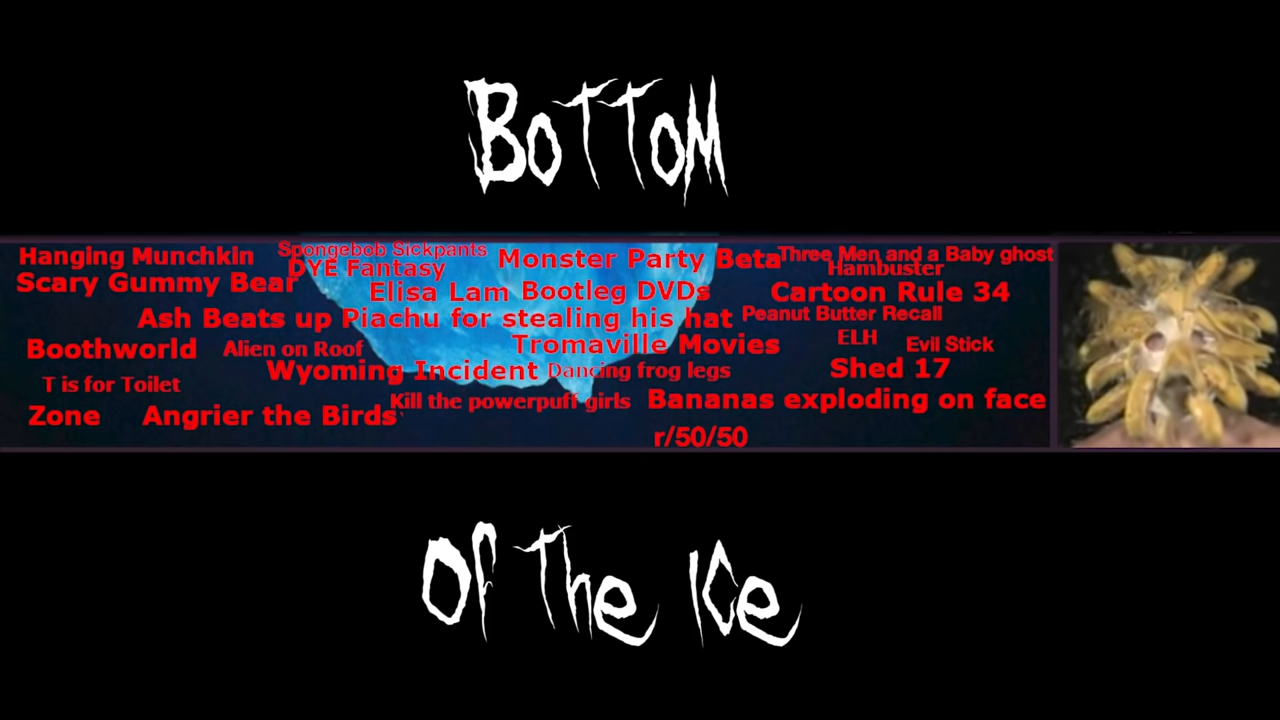 BoTToM
Hanging Munchkin
Spongebob Sickpants
Monster Party Beta
Three Men and a Baby ghost
DYE Fantasy
Hambuster
Scary Gummy Bear
Elisa Lam
Bootleg DVDs
Cartoon Rule 34
Ash Beats up Piachu for stealing his hat
Peanut Butter Recall
Boothworld
Alien on Roof
Tromaville Movies
ELH
Evil Stick
Wyoming Incident
Dancing frog legs
Shed 17
T is for Toilet
Kill the powerpuff girls
Bananas exploding on face
Zone
Angrier the Birds
r/50/50
Of The Ice